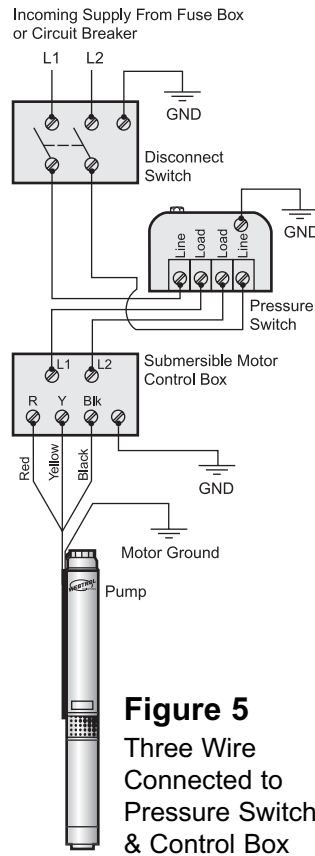 Incoming Supply From Fuse Box
or Circuit Breaker
L1 L2
GND
Disconnect
Switch
GND
Line Load Load Line
Pressure
Switch
L1 L2
Submersible Motor
Control Box
R Y Blk
Red Yellow Black
GND
Motor Ground
WEBTROL
Pump
Figure 5
Three Wire
Connected to
Pressure Switch
& Control Box